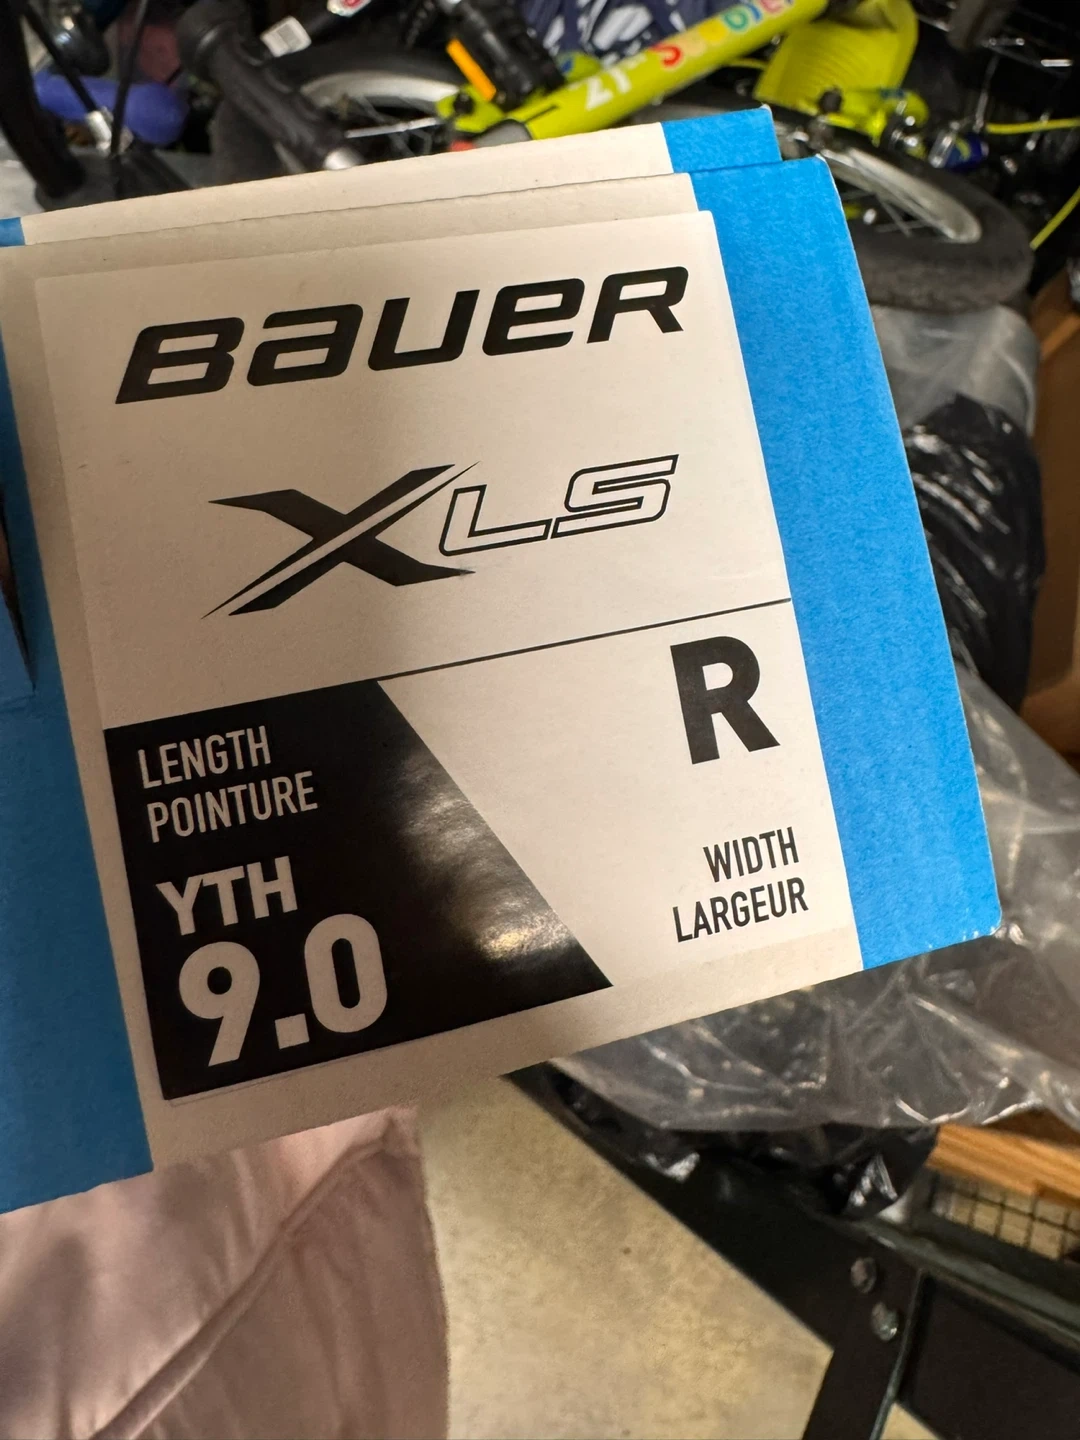 BAUER
XLS
R
LENGTH
POINTURE
YTH
9.0
WIDTH
LARGEUR